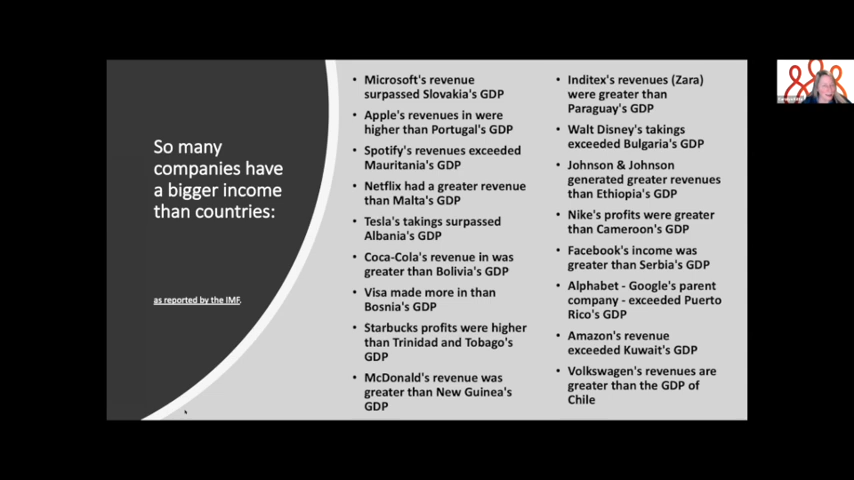 So many
companies have
a bigger income
than countries:
as reported by the IMF.
• Microsoft's revenue
surpassed Slovakia's GDP
• Apple's revenues in were
higher than Portugal's GDP
• Spotify's revenues exceeded
Mauritania's GDP
• Netflix had a greater revenue
than Malta's GDP
• Tesla's takings surpassed
Albania's GDP
• Coca-Cola's revenue in was
greater than Bolivia's GDP
• Visa made more in than
Bosnia's GDP
• Starbucks profits were higher
than Trinidad and Tobago's
GDP
• McDonald's revenue was
greater than New Guinea's
GDP
• Inditex's revenues (Zara)
were greater than
Paraguay's GDP
• Walt Disney's takings
exceeded Bulgaria's GDP
• Johnson & Johnson
generated greater revenues
than Ethiopia's GDP
• Nike's profits were greater
than Cameroon's GDP
• Facebook's income was
greater than Serbia's GDP
• Alphabet - Google's parent
company - exceeded Puerto
Rico's GDP
• Amazon's revenue
exceeded Kuwait's GDP
• Volkswagen's revenues are
greater than the GDP of
Chile